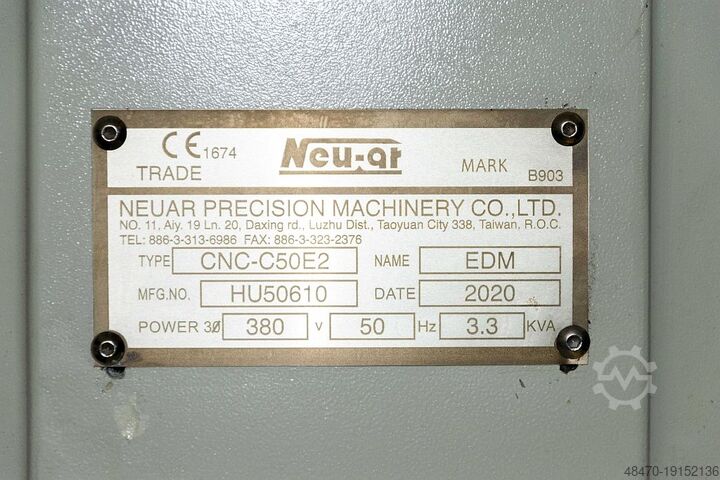 CE 1674
TRADE
Neu-ar
MARK
B903
NEUAR PRECISION MACHINERY CO.,LTD.
NO. 11, Aly. 19 Ln. 20, Daxing rd., Luzhu Dist., Taoyuan City 338, Taiwan, R.O.C.
TEL: 886-3-313-6986 FAX: 886-3-323-2376
TYPE CNC-C50E2 NAME EDM
MFG.NO. HU50610 DATE 2020
POWER 3Ø 380 V 50 Hz 3.3 KVA
48470-19152136